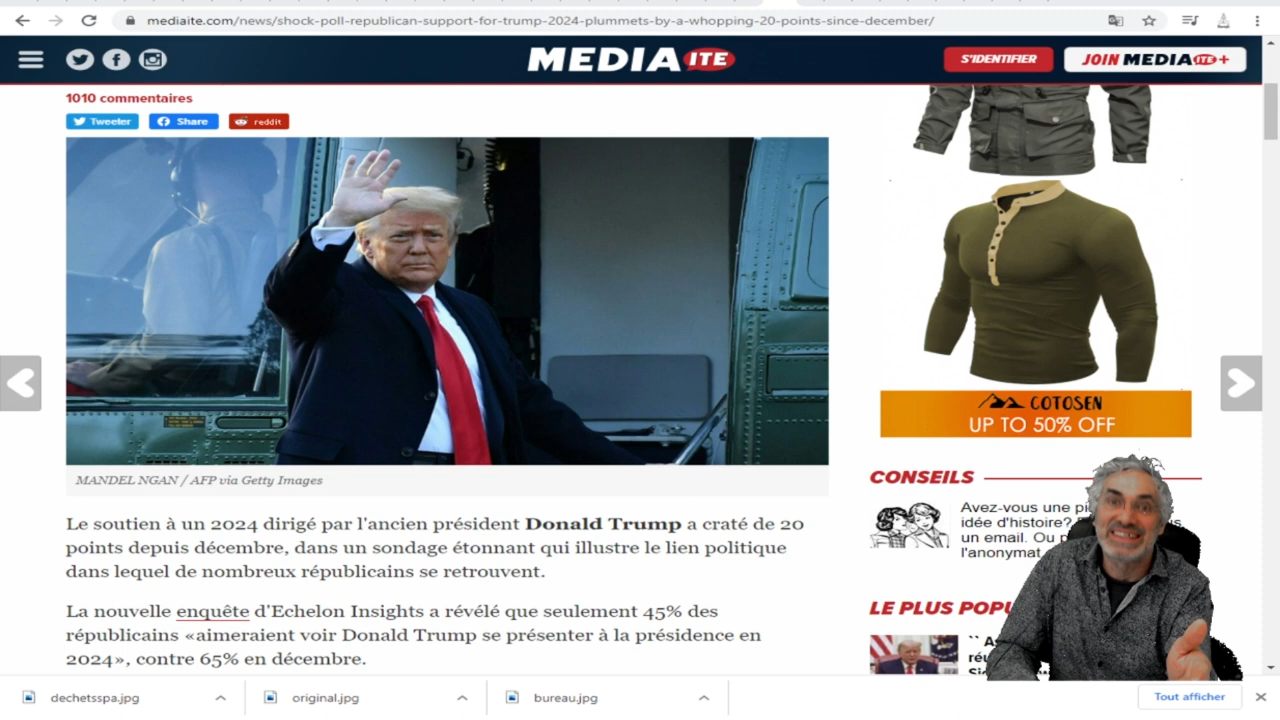 mediaite.com/news/shock-poll-republican-support-for-trump-2024-plummets-by-a-whopping-20-points-since-december/
MEDIA ITE
S'IDENTIFIER
JOIN MEDIA ITE +
1010 commentaires
Tweeter
Share
reddit
MANDEL NGAN / AFP via Getty Images
Le soutien à un 2024 dirigé par l'ancien président Donald Trump a craté de 20
points depuis décembre, dans un sondage étonnant qui illustre le lien politique
dans lequel de nombreux républicains se retrouvent.
La nouvelle enquête d'Echelon Insights a révélé que seulement 45% des
républicains «aimeraient voir Donald Trump se présenter à la présidence en
2024», contre 65% en décembre.
COTOSEN
UP TO 50% OFF
CONSEILS
Avez-vous une
idée d'histoire?
un email. Ou
l'anonymat
LE PLUS
dechetsspa.jpg
original.jpg
bureau.jpg
Tout afficher